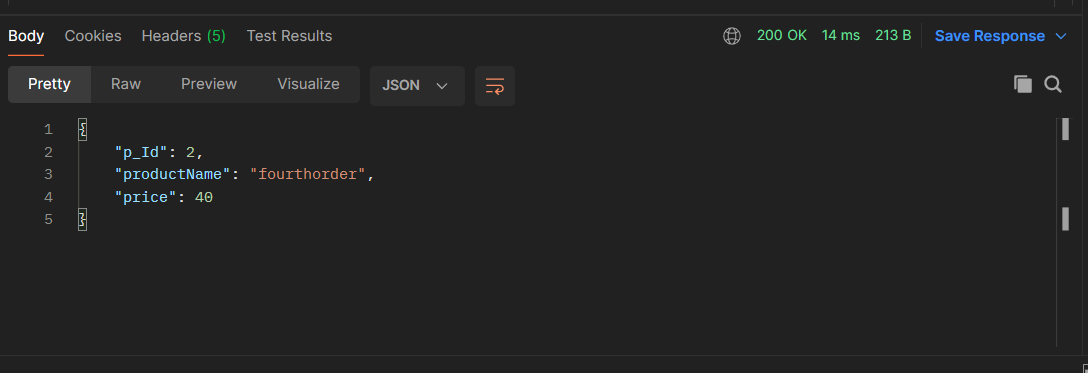 Body Cookies Headers (5) Test Results 200 OK 14 ms 213 B Save Response
Pretty Raw Preview Visualize JSON
1 {
2 "p_Id": 2,
3 "productName": "fourthorder",
4 "price": 40
5 }